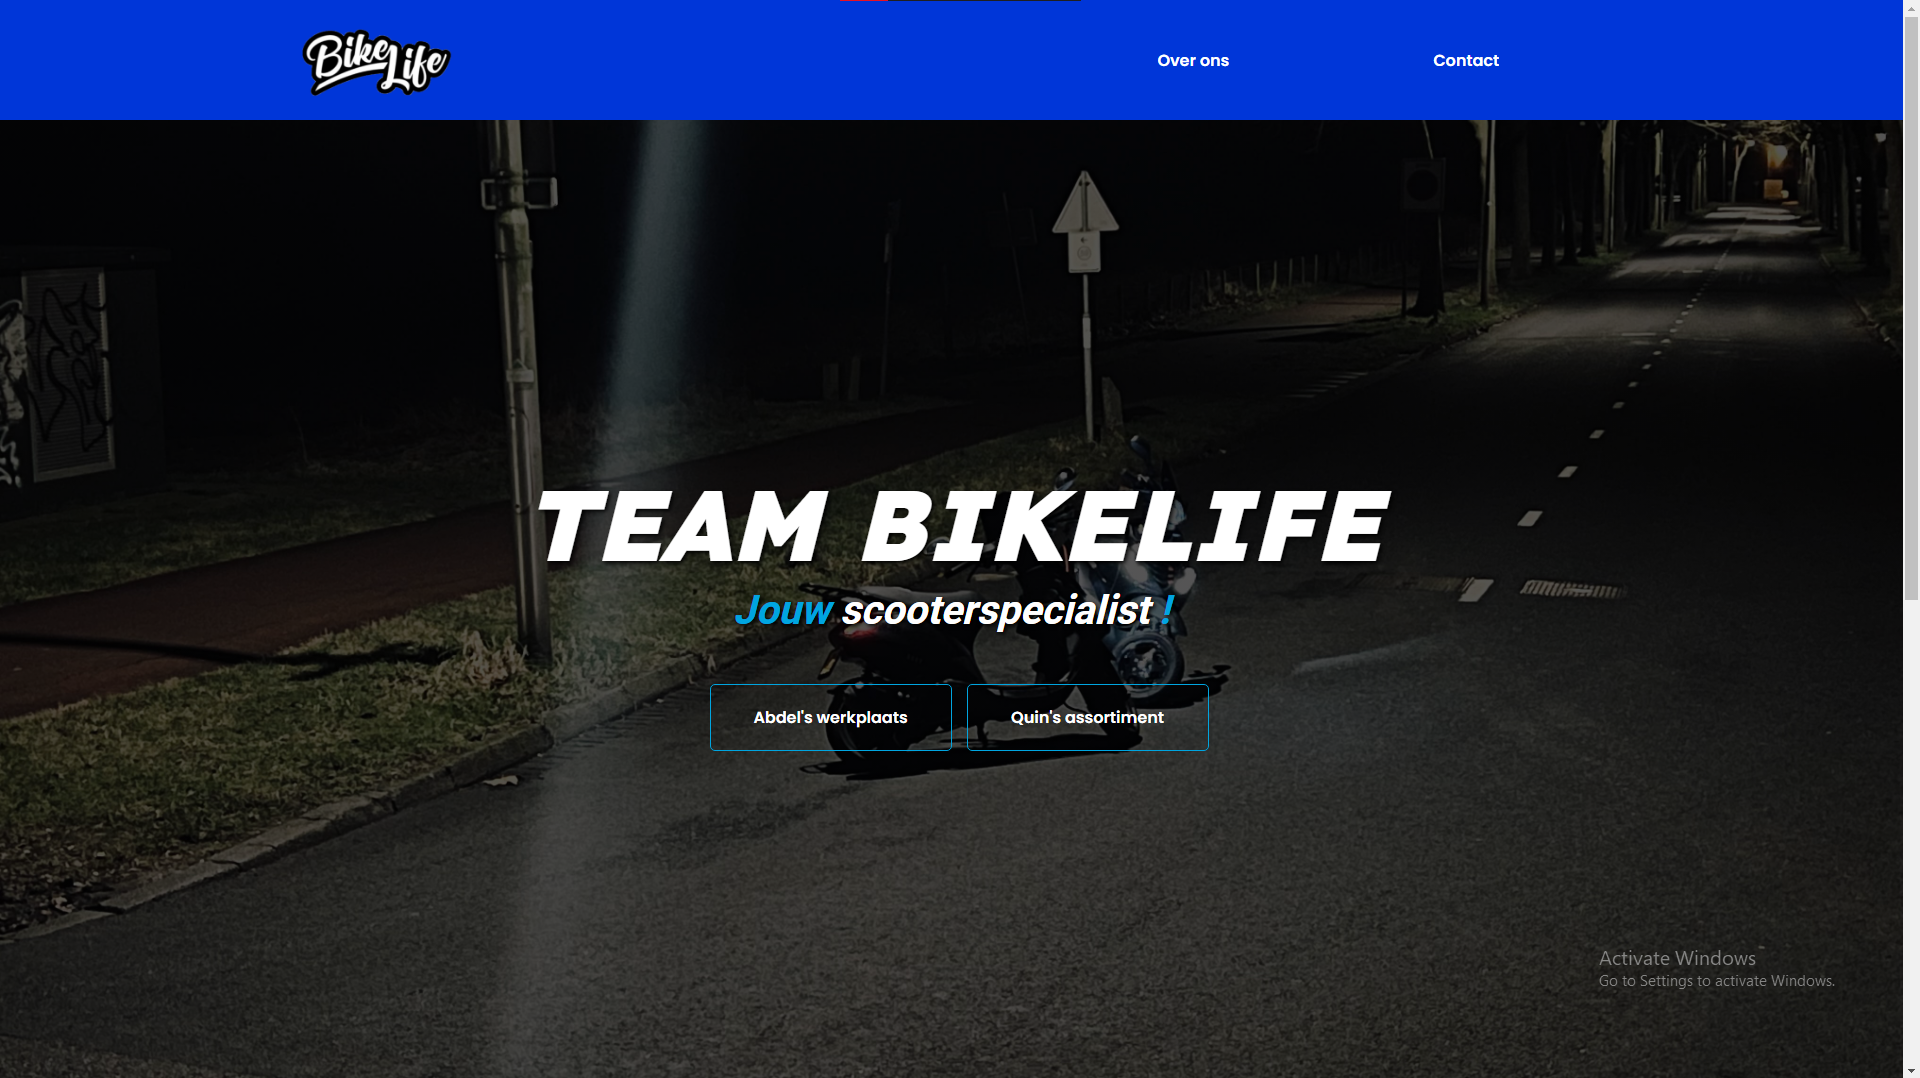 BikeLife
Over ons
Contact
TEAM BIKELIFE
Jouw scooterspecialist !
Abdel's werkplaats
Quin's assortiment
Activate Windows
Go to Settings to activate Windows.